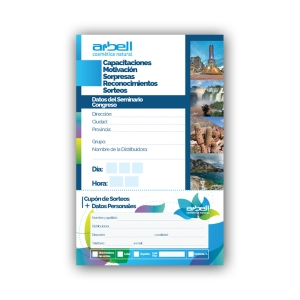 arbell
cosmética natural
Capacitaciones
Motivación
Sorpresas
Reconocimientos
Sorteos
Datos del Seminario
Congreso
Dirección:
Ciudad:
Provincia:
Grupo:
Nombre de la Distribuidora:
Día:
Hora:
Cupón de Sorteos
+ Datos Personales
arbell
Nombre y apellido:
Distribuidora:
Dirección:
Localidad:
Teléfono:
e-mail: